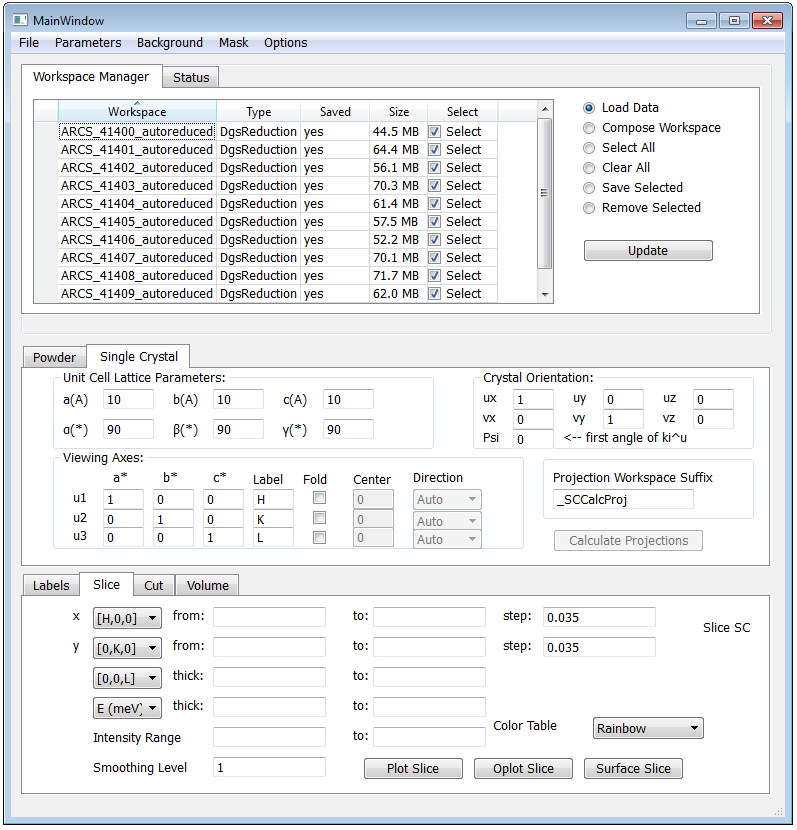 MainWindow
File Parameters Background Mask Options
Workspace Manager Status
Workspace Type Saved Size Select
ARCS_41400_autoreduced DgsReduction yes 44.5 MB Select
ARCS_41401_autoreduced DgsReduction yes 64.4 MB Select
ARCS_41402_autoreduced DgsReduction yes 56.1 MB Select
ARCS_41403_autoreduced DgsReduction yes 70.3 MB Select
ARCS_41404_autoreduced DgsReduction yes 61.4 MB Select
ARCS_41405_autoreduced DgsReduction yes 57.5 MB Select
ARCS_41406_autoreduced DgsReduction yes 52.2 MB Select
ARCS_41407_autoreduced DgsReduction yes 70.1 MB Select
ARCS_41408_autoreduced DgsReduction yes 71.7 MB Select
ARCS_41409_autoreduced DgsReduction yes 62.0 MB Select
Load Data
Compose Workspace
Select All
Clear All
Save Selected
Remove Selected
Update
Powder Single Crystal
Unit Cell Lattice Parameters:
a(A) 10 b(A) 10 c(A) 10
α(*) 90 β(*) 90 γ(*) 90
Crystal Orientation:
ux 1 uy 0 uz 0
vx 0 vy 1 vz 0
Psi 0 <-- first angle of ki^u
Viewing Axes:
a* b* c* Label Fold Center Direction
u1 1 0 0 H 0 Auto
u2 0 1 0 K 0 Auto
u3 0 0 1 L 0 Auto
Projection Workspace Suffix
_SCCalcProj
Calculate Projections
Labels Slice Cut Volume
x [H,0,0] from: to: step: 0.035
y [0,K,0] from: to: step: 0.035
Slice SC
[0,0,L] thick: to:
E (meV) thick: to:
Intensity Range to:
Color Table Rainbow
Smoothing Level 1
Plot Slice Oplot Slice Surface Slice